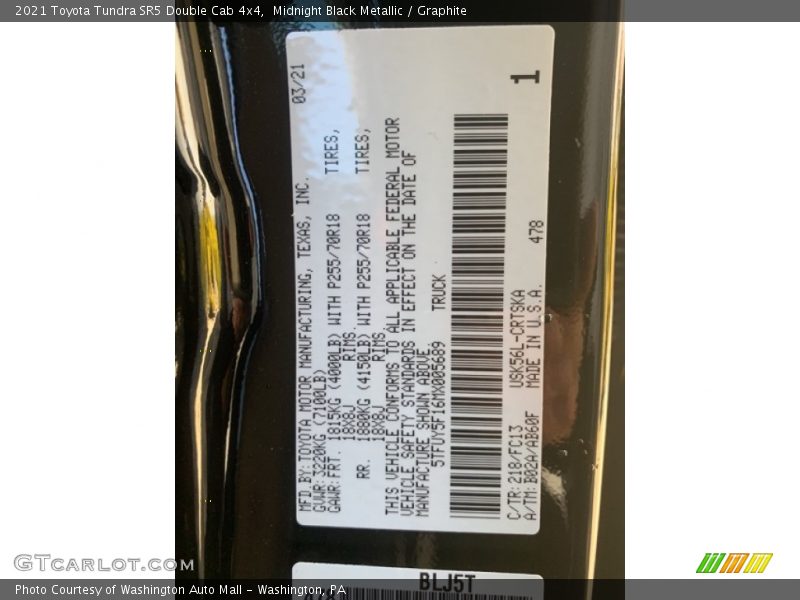 2021 Toyota Tundra SR5 Double Cab 4x4,  Midnight Black Metallic / Graphite
MFD.BY:TOYOTA MOTOR MANUFACTURING, TEXAS, INC. 03/21
GVWR:3220KG (7100LB)
GAWR:FRT. 1815KG (4000LB) WITH P255/70R18 TIRES,
18X8J RIMS.
RR. 1880KG (4150LB) WITH P255/70R18 TIRES,
18X8J RIMS.
THIS VEHICLE CONFORMS TO ALL APPLICABLE FEDERAL MOTOR
VEHICLE SAFETY STANDARDS IN EFFECT ON THE DATE OF
MANUFACTURE SHOWN ABOVE
5TFUY5F16MX005689 TRUCK
C/TR:218/FC13 USK56L-CRTSKA 478
A/TM:B02A/AB60F MADE IN U.S.A.
1
BLJ5T
GTCARLOT.COM
Photo Courtesy of Washington Auto Mall - Washington, PA